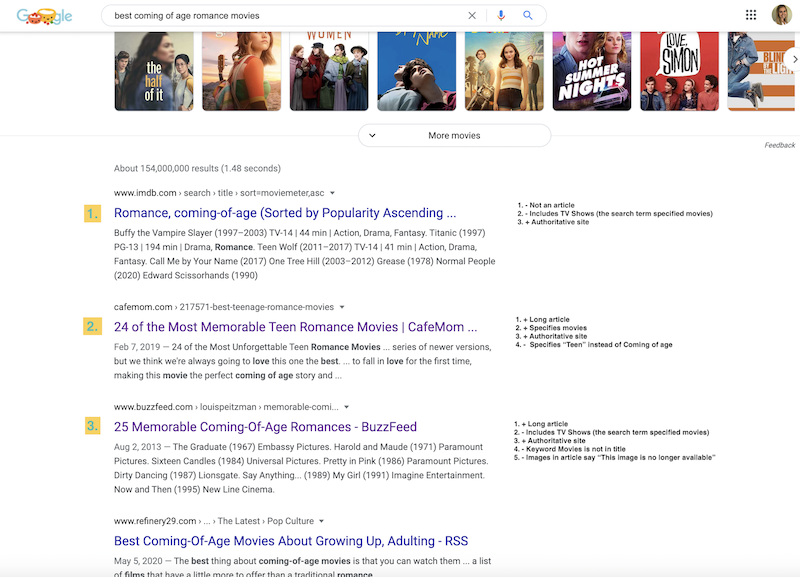 Google
best coming of age romance movies
the
half
of it
WOMEN
Name
HOT
SUMMER
NIGHTS
LOVE,
SIMON
BLIN
More movies
Feedback
About 154,000,000 results (1.48 seconds)
www.imdb.com › search › title › sort=moviemeter,asc
1.
Romance, coming-of-age (Sorted by Popularity Ascending ...
Buffy the Vampire Slayer (1997–2003) TV-14 | 44 min | Action, Drama, Fantasy. Titanic (1997)
PG-13 | 194 min | Drama, Romance. Teen Wolf (2011–2017) TV-14 | 41 min | Action, Drama,
Fantasy. Call Me by Your Name (2017) One Tree Hill (2003–2012) Grease (1978) Normal People
(2020) Edward Scissorhands (1990)
1. - Not an article
2. - Includes TV Shows (the search term specified movies)
3. + Authoritative site
cafemom.com › 217571-best-teenage-romance-movies
2.
24 of the Most Memorable Teen Romance Movies | CafeMom ...
Feb 7, 2019 — 24 of the Most Unforgettable Teen Romance Movies ... series of newer versions,
but we think we're always going to love this one the best. ... to fall in love for the first time,
making this movie the perfect coming of age story and ...
1. + Long article
2. + Specifies movies
3. + Authoritative site
4. - Specifies “Teen” instead of Coming of age
www.buzzfeed.com › louispeitzman › memorable-comi...
3.
25 Memorable Coming-Of-Age Romances - BuzzFeed
Aug 2, 2013 — The Graduate (1967) Embassy Pictures. Harold and Maude (1971) Paramount
Pictures. Sixteen Candles (1984) Universal Pictures. Pretty in Pink (1986) Paramount Pictures.
Dirty Dancing (1987) Lionsgate. Say Anything... (1989) My Girl (1991) Imagine Entertainment.
Now and Then (1995) New Line Cinema.
1. + Long article
2. - Includes TV Shows (the search term specified movies)
3. + Authoritative site
4. - Keyword Movies is not in title
5. - Images in article say “This image is no longer available”
www.refinery29.com › ... › The Latest › Pop Culture
Best Coming-Of-Age Movies About Growing Up, Adulting - RSS
May 5, 2020 — The best thing about coming-of-age movies is that you can watch them ... a list
of films that have a little more to offer than a traditional romance